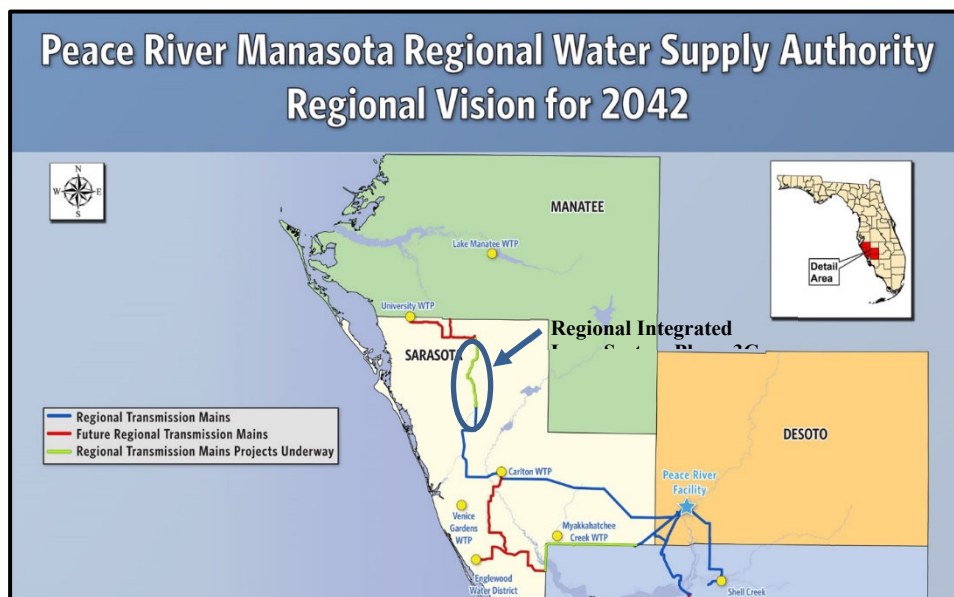 Peace River Manasota Regional Water Supply Authority
Regional Vision for 2042
N
W E
S
MANATEE
Lake Manatee WTP
Detail
Area
University WTP
Regional Integrated
SARASOTA
Regional Transmission Mains
Future Regional Transmission Mains
Regional Transmission Mains Projects Underway
DESOTO
Carlton WTP
Peace River
Facility
Venice
Gardens
WTP
Myakkahatchee
Creek WTP
Englewood
Water District
Shell Creek